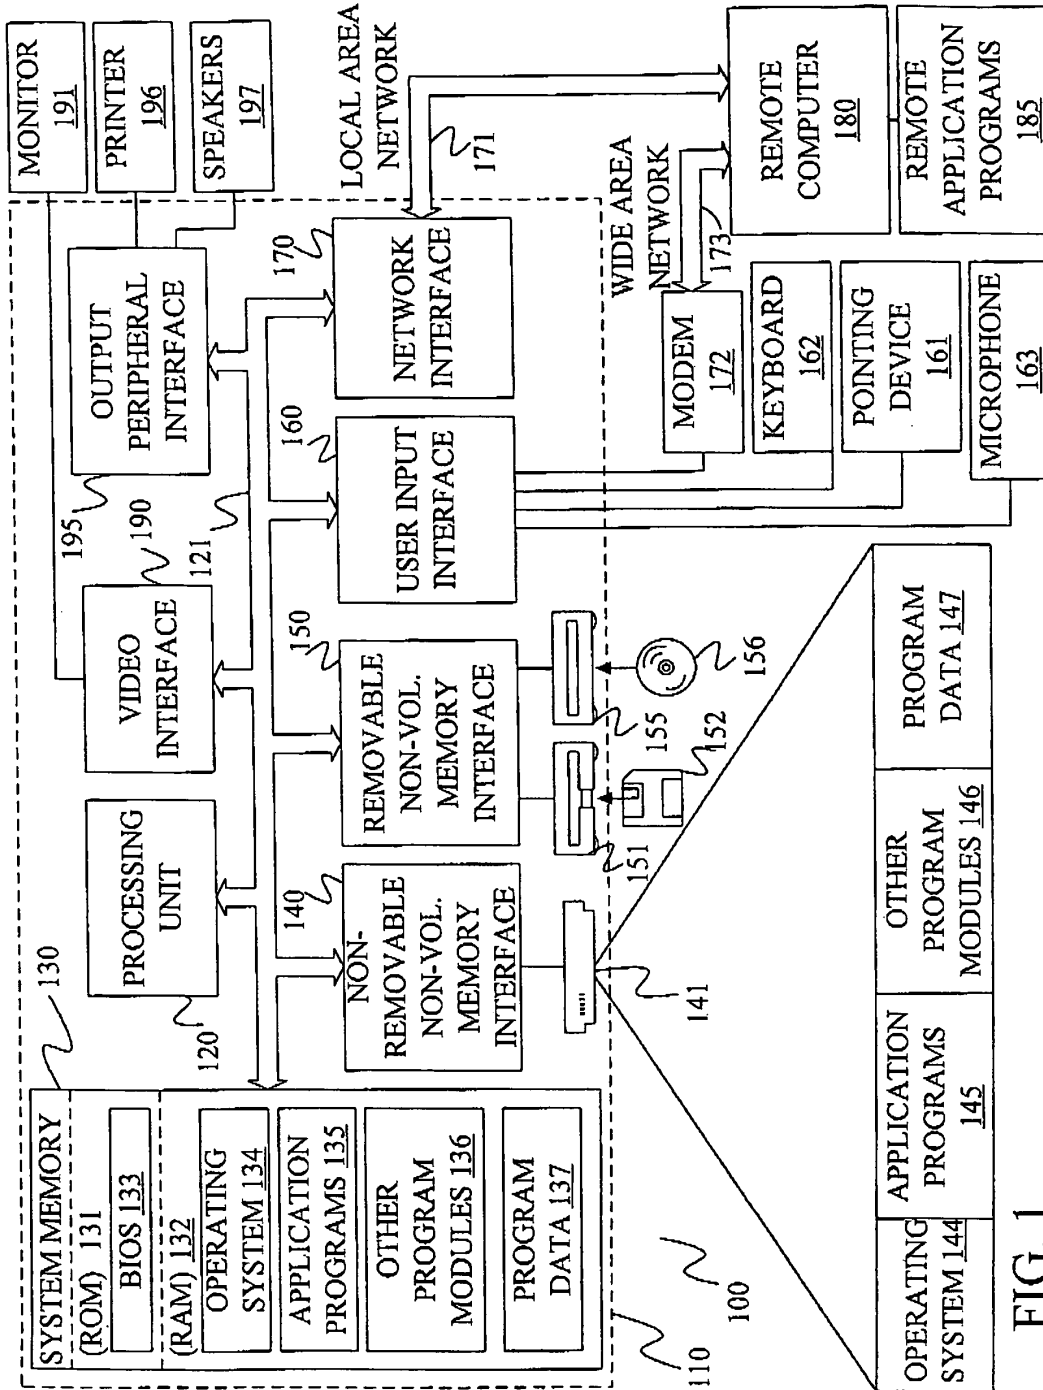 SYSTEM MEMORY
(ROM) 131
BIOS 133
(RAM) 132
OPERATING
SYSTEM 134
APPLICATION
PROGRAMS 135
OTHER
PROGRAM
MODULES 136
PROGRAM
DATA 137
130
PROCESSING
UNIT
120
VIDEO
INTERFACE
190
121
OUTPUT
PERIPHERAL
INTERFACE
195
MONITOR
191
PRINTER
196
SPEAKERS
197
NON-
REMOVABLE
NON-VOL.
MEMORY
INTERFACE
140
REMOVABLE
NON-VOL.
MEMORY
INTERFACE
150
USER INPUT
INTERFACE
160
NETWORK
INTERFACE
170
LOCAL AREA
NETWORK
171
WIDE AREA
NETWORK
173
141
151
152
155
156
MODEM
172
KEYBOARD
162
POINTING
DEVICE
161
MICROPHONE
163
REMOTE
COMPUTER
180
REMOTE
APPLICATION
PROGRAMS
185
110
100
OPERATING
SYSTEM 144
APPLICATION
PROGRAMS
145
OTHER
PROGRAM
MODULES 146
PROGRAM
DATA 147
FIG. 1